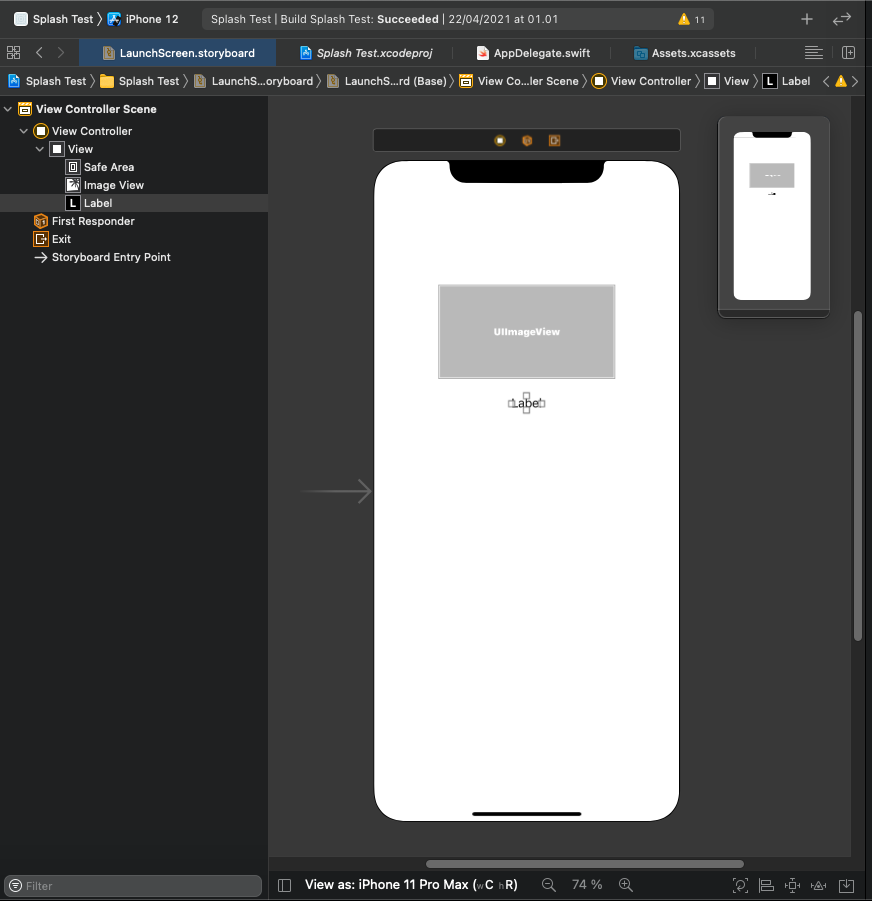 Splash Test 〉 iPhone 12
Splash Test | Build Splash Test: Succeeded | 22/04/2021 at 01.01
11
LaunchScreen.storyboard
Splash Test.xcodeproj
AppDelegate.swift
Assets.xcassets
Splash Test 〉 Splash Test 〉 LaunchS...oryboard 〉 LaunchS...rd (Base) 〉 View Co...ler Scene 〉 View Controller 〉 View 〉 L Label
View Controller Scene
View Controller
View
Safe Area
Image View
L Label
First Responder
Exit
Storyboard Entry Point
UIImageView
Label
Filter
View as: iPhone 11 Pro Max (wC hR)
74 %